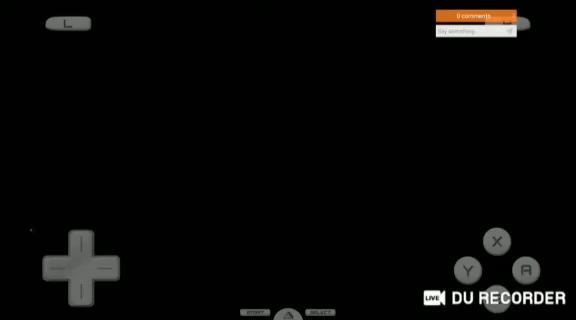 L
0 comments
Say something...
X
Y
A
START
SELECT
LIVE
DU RECORDER